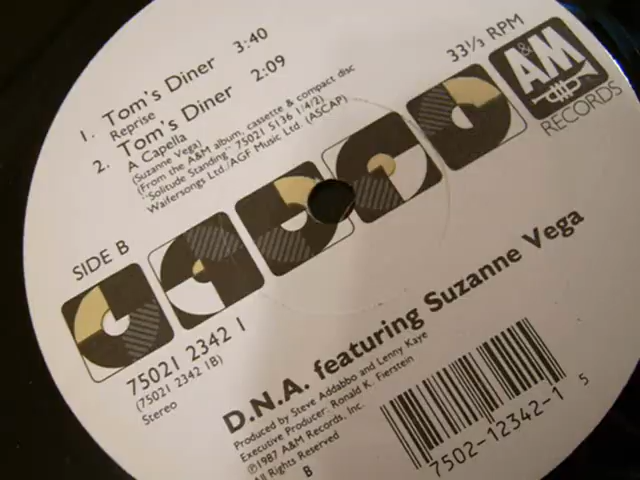 1. Tom's Diner 3:40
Reprise
2. Tom's Diner 2:09
A Capella
(Suzanne Vega)
(From the A&M album, cassette & compact disc
"Solitude Standing" 75021 5136 1/4/2)
Waifersongs Ltd./AGF Music Ltd. (ASCAP)
33⅓ RPM
A&M
RECORDS
SIDE B
75021 2342 1
(75021 2342 1B)
Stereo
D.N.A. featuring Suzanne Vega
Produced by Steve Addabbo and Lenny Kaye
Executive Producer: Ronald K. Fierstein
℗1987 A&M Records, Inc.
All Rights Reserved
B
7502-12342-1 5